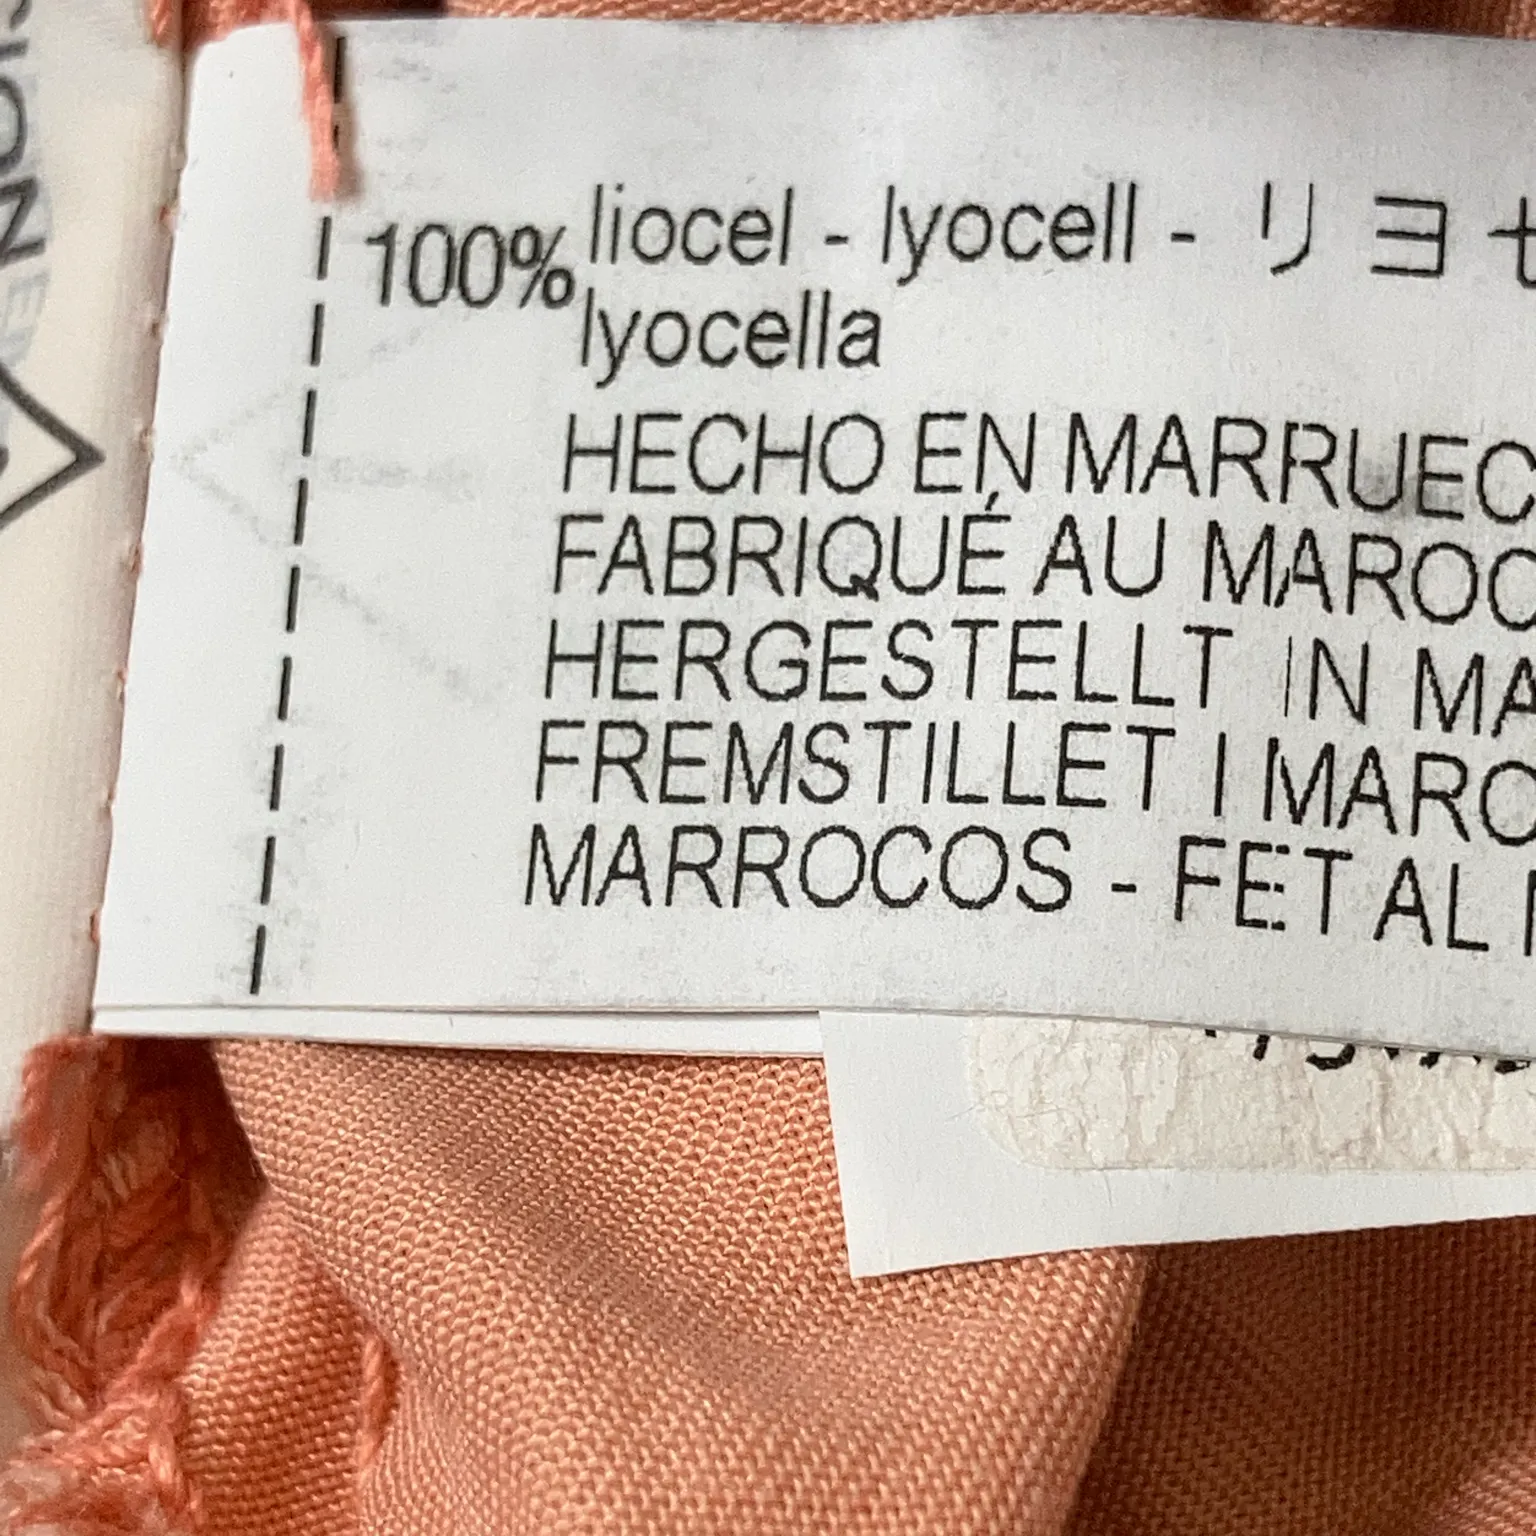 100% liocel - lyocell - リヨセ
lyocella
HECHO EN MARRUEC
FABRIQUÉ AU MAROC
HERGESTELLT IN MA
FREMSTILLET I MARO
MARROCOS - FET AL